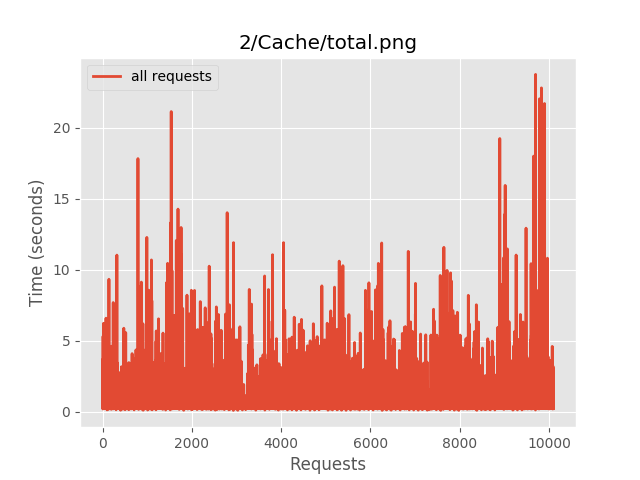 2/Cache/total.png
all requests
20
15
10
5
0
Time (seconds)
0 2000 4000 6000 8000 10000
Requests